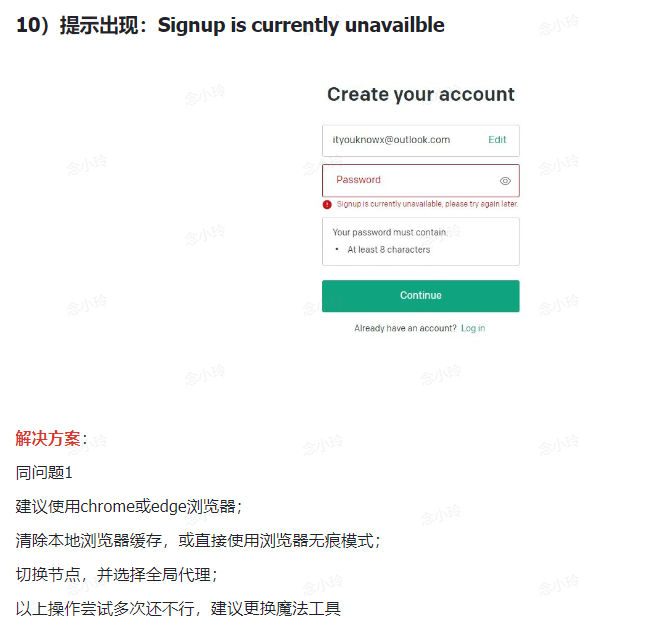 10）提示出现：Signup is currently unavailble
Create your account
ityouknowx@outlook.com Edit
Password
Signup is currently unavailable, please try again later.
Your password must contain:
• At least 8 characters
Continue
Already have an account? Log in
解决方案：
同问题1
建议使用chrome或edge浏览器；
清除本地浏览器缓存，或直接使用浏览器无痕模式；
切换节点，并选择全局代理；
以上操作尝试多次还不行，建议更换魔法工具
念小玲